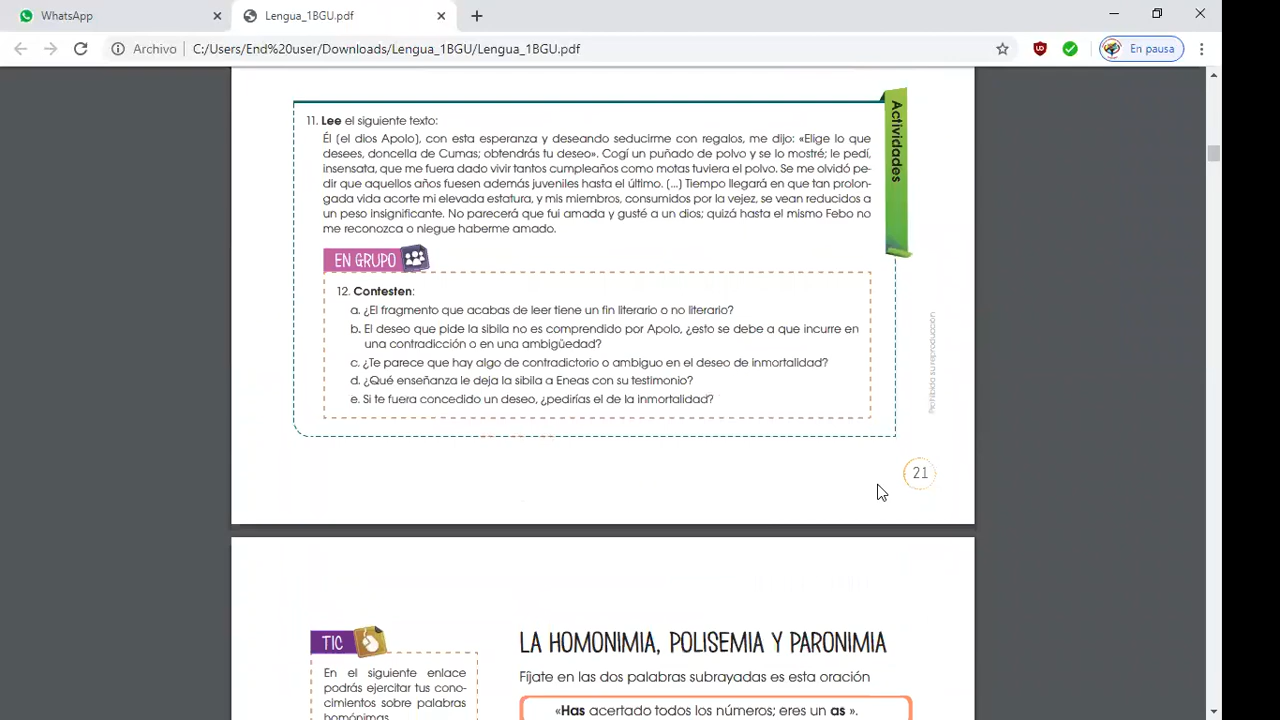 WhatsApp
Lengua_1BGU.pdf
Archivo
C:/Users/End%20user/Downloads/Lengua_1BGU/Lengua_1BGU.pdf
En pausa
Actividades
11. Lee el siguiente texto:
Él (el dios Apolo), con esta esperanza y deseando seducirme con regalos, me dijo: «Elige lo que
desees, doncella de Cumas; obtendrás tu deseo». Cogí un puñado de polvo y se lo mostré; le pedí,
insensata, que me fuera dado vivir tantos cumpleaños como motas tuviera el polvo. Se me olvidó pe-
dir que aquellos años fuesen además juveniles hasta el último. (...) Tiempo llegará en que tan prolon-
gada vida acorte mi elevada estatura, y mis miembros, consumidos por la vejez, se vean reducidos a
un peso insignificante. No parecerá que fui amada y gusté a un dios; quizá hasta el mismo Febo no
me reconozca o niegue haberme amado.
EN GRUPO
12. Contesten:
a. ¿El fragmento que acabas de leer tiene un fin literario o no literario?
b. El deseo que pide la sibila no es comprendido por Apolo, ¿esto se debe a que incurre en
una contradicción o en una ambigüedad?
c. ¿Te parece que hay algo de contradictorio o ambiguo en el deseo de inmortalidad?
d. ¿Qué enseñanza le deja la sibila a Eneas con su testimonio?
e. Si te fuera concedido un deseo, ¿pedirías el de la inmortalidad?
Prohibida su reproducción
21
TIC
En el siguiente enlace
podrás ejercitar tus cono-
cimientos sobre palabras
homónimas.
LA HOMONIMIA, POLISEMIA Y PARONIMIA
Fíjate en las dos palabras subrayadas es esta oración
«Has acertado todos los números; eres un as ».